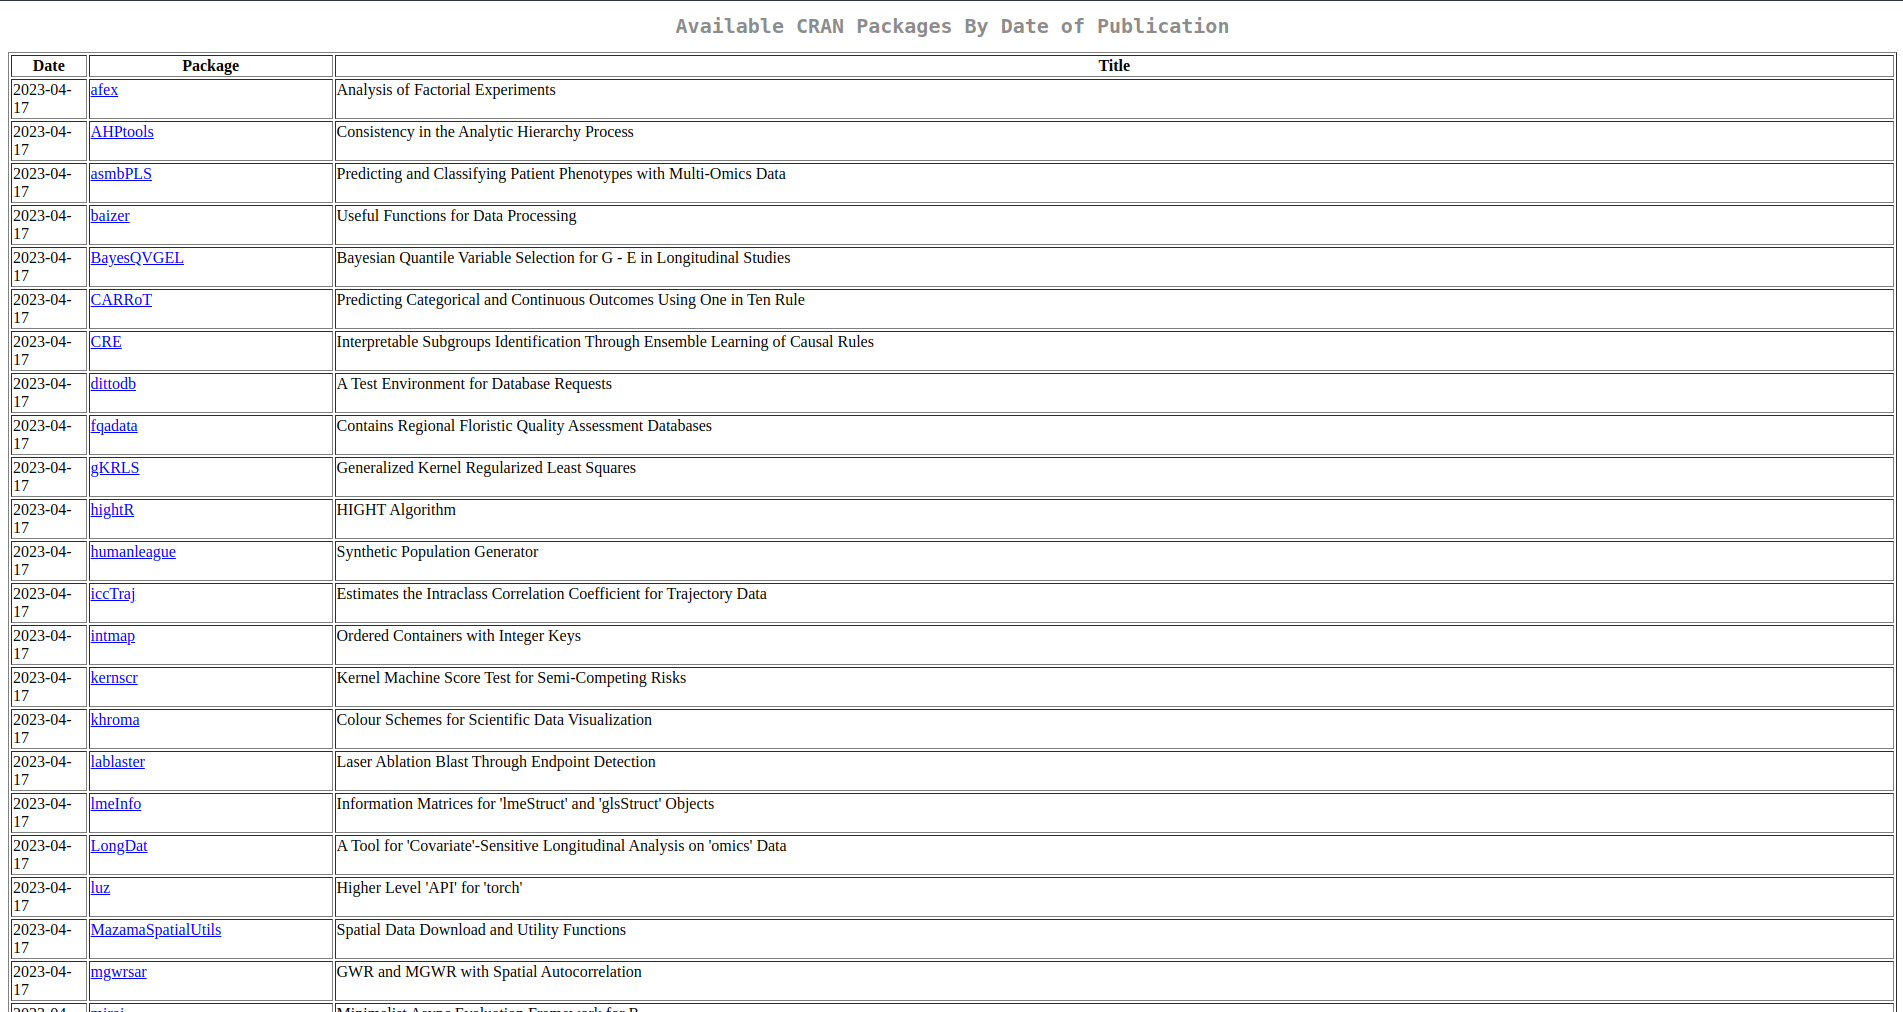 Available CRAN Packages By Date of Publication
Date Package Title
2023-04- afex Analysis of Factorial Experiments
17
2023-04- AHPtools Consistency in the Analytic Hierarchy Process
17
2023-04- asmbPLS Predicting and Classifying Patient Phenotypes with Multi-Omics Data
17
2023-04- baizer Useful Functions for Data Processing
17
2023-04- BayesQVGEL Bayesian Quantile Variable Selection for G - E in Longitudinal Studies
17
2023-04- CARRoT Predicting Categorical and Continuous Outcomes Using One in Ten Rule
17
2023-04- CRE Interpretable Subgroups Identification Through Ensemble Learning of Causal Rules
17
2023-04- dittodb A Test Environment for Database Requests
17
2023-04- fqadata Contains Regional Floristic Quality Assessment Databases
17
2023-04- gKRLS Generalized Kernel Regularized Least Squares
17
2023-04- hightR HIGHT Algorithm
17
2023-04- humanleague Synthetic Population Generator
17
2023-04- iccTraj Estimates the Intraclass Correlation Coefficient for Trajectory Data
17
2023-04- intmap Ordered Containers with Integer Keys
17
2023-04- kernscr Kernel Machine Score Test for Semi-Competing Risks
17
2023-04- khroma Colour Schemes for Scientific Data Visualization
17
2023-04- lablaster Laser Ablation Blast Through Endpoint Detection
17
2023-04- lmeInfo Information Matrices for 'lmeStruct' and 'glsStruct' Objects
17
2023-04- LongDat A Tool for 'Covariate'-Sensitive Longitudinal Analysis on 'omics' Data
17
2023-04- luz Higher Level 'API' for 'torch'
17
2023-04- MazamaSpatialUtils Spatial Data Download and Utility Functions
17
2023-04- mgwrsar GWR and MGWR with Spatial Autocorrelation
17
2023-04- mirai Minimalist Async Evaluation Framework for R